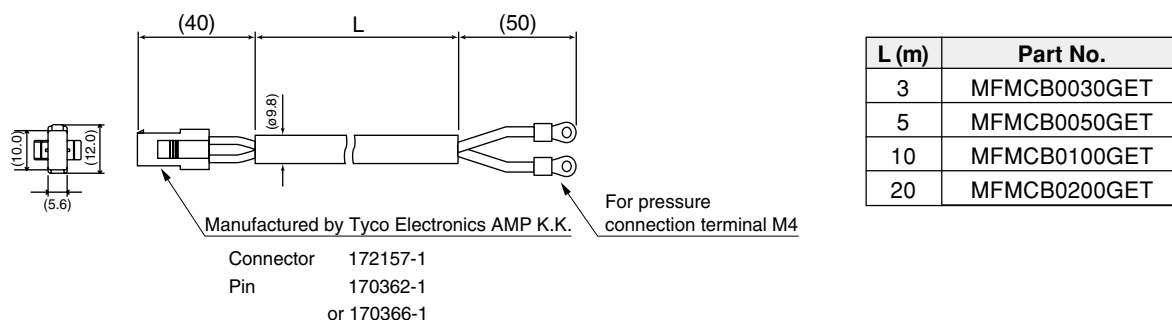 (40) L (50)
(ø9.8)
(10.0)
(12.0)
(5.6)
Manufactured by Tyco Electronics AMP K.K.
Connector 172157-1
Pin 170362-1
or 170366-1
For pressure
connection terminal M4
L (m) Part No.
3 MFMCB0030GET
5 MFMCB0050GET
10 MFMCB0100GET
20 MFMCB0200GET